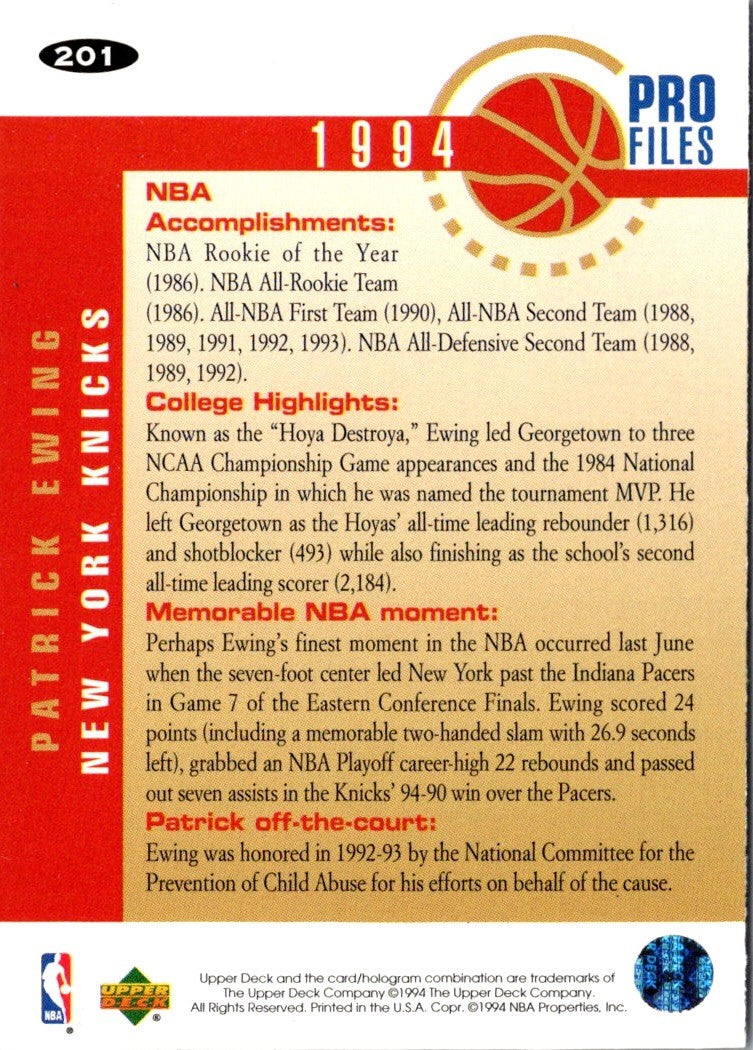 201
PRO
FILES
1994
PATRICK EWING
NEW YORK KNICKS
NBA
Accomplishments:
NBA Rookie of the Year
(1986). NBA All-Rookie Team
(1986). All-NBA First Team (1990), All-NBA Second Team (1988,
1989, 1991, 1992, 1993). NBA All-Defensive Second Team (1988,
1989, 1992).
College Highlights:
Known as the “Hoya Destroya,” Ewing led Georgetown to three
NCAA Championship Game appearances and the 1984 National
Championship in which he was named the tournament MVP. He
left Georgetown as the Hoyas’ all-time leading rebounder (1,316)
and shotblocker (493) while also finishing as the school’s second
all-time leading scorer (2,184).
Memorable NBA moment:
Perhaps Ewing’s finest moment in the NBA occurred last June
when the seven-foot center led New York past the Indiana Pacers
in Game 7 of the Eastern Conference Finals. Ewing scored 24
points (including a memorable two-handed slam with 26.9 seconds
left), grabbed an NBA Playoff career-high 22 rebounds and passed
out seven assists in the Knicks’ 94-90 win over the Pacers.
Patrick off-the-court:
Ewing was honored in 1992-93 by the National Committee for the
Prevention of Child Abuse for his efforts on behalf of the cause.
NBA ®
UPPER
DECK ®
Upper Deck and the card/hologram combination are trademarks of
The Upper Deck Company ©1994 The Upper Deck Company.
All Rights Reserved. Printed in the U.S.A. Copr. ©1994 NBA Properties, Inc.